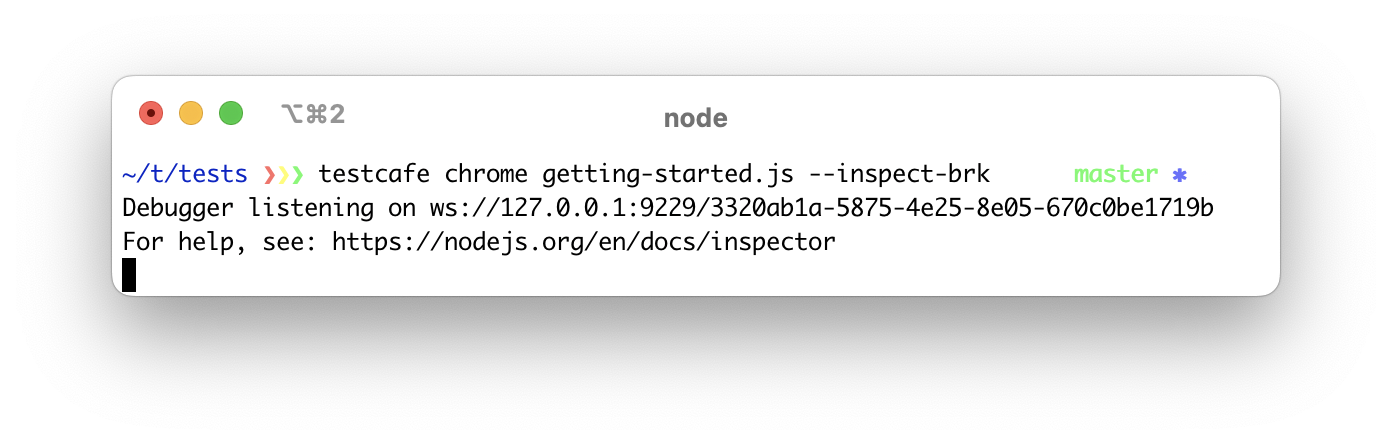 ⌥⌘2
node
~/t/tests ❯❯❯ testcafe chrome getting-started.js --inspect-brk master ✱
Debugger listening on ws://127.0.0.1:9229/3320ab1a-5875-4e25-8e05-670c0be1719b
For help, see: https://nodejs.org/en/docs/inspector